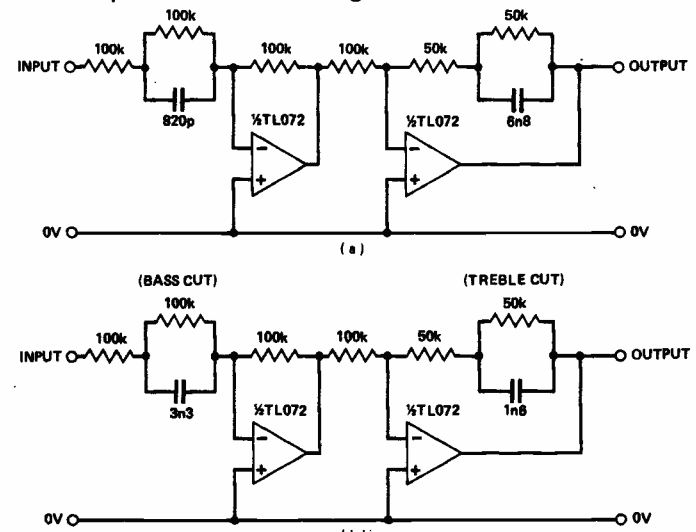 100k
50k
100k
100k
100k
50k
INPUT
OUTPUT
820p
½TL072
½TL072
6n8
0V
0V
(a)
(BASS CUT)
(TREBLE CUT)
100k
50k
100k
100k
100k
50k
INPUT
OUTPUT
3n3
½TL072
½TL072
1n6
0V
0V